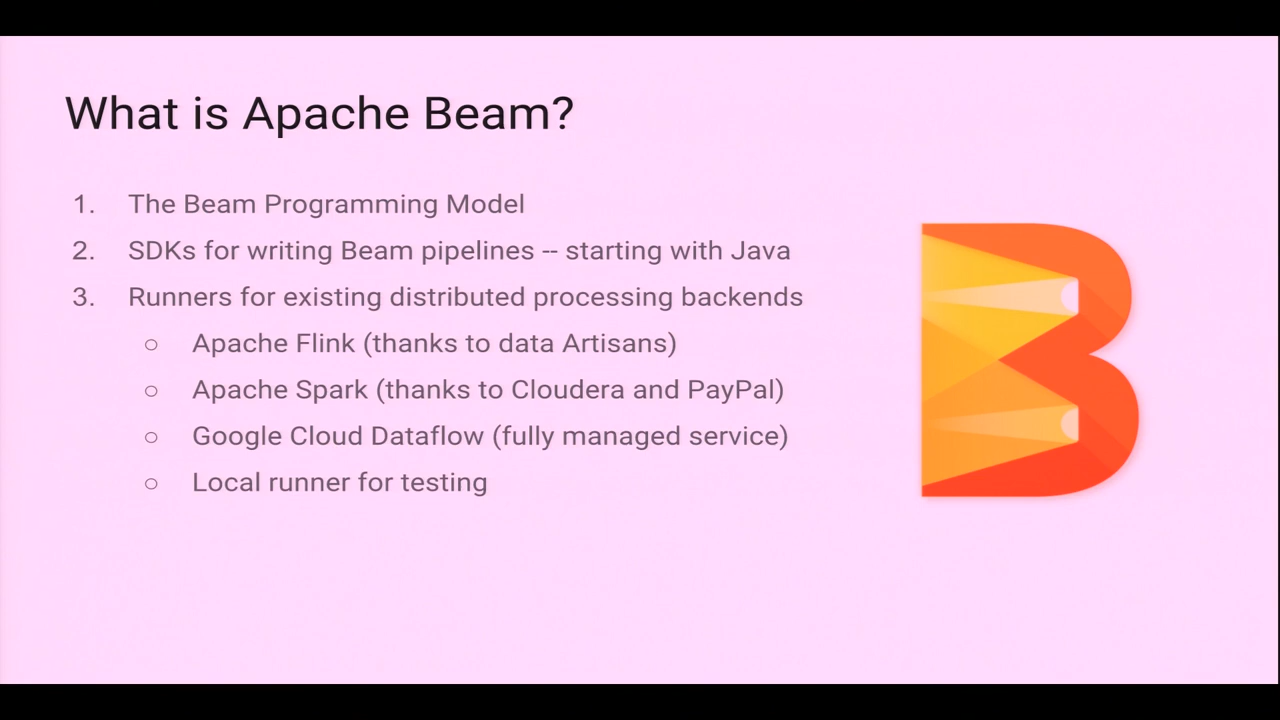 What is Apache Beam?
1. The Beam Programming Model
2. SDKs for writing Beam pipelines -- starting with Java
3. Runners for existing distributed processing backends
○ Apache Flink (thanks to data Artisans)
○ Apache Spark (thanks to Cloudera and PayPal)
○ Google Cloud Dataflow (fully managed service)
○ Local runner for testing